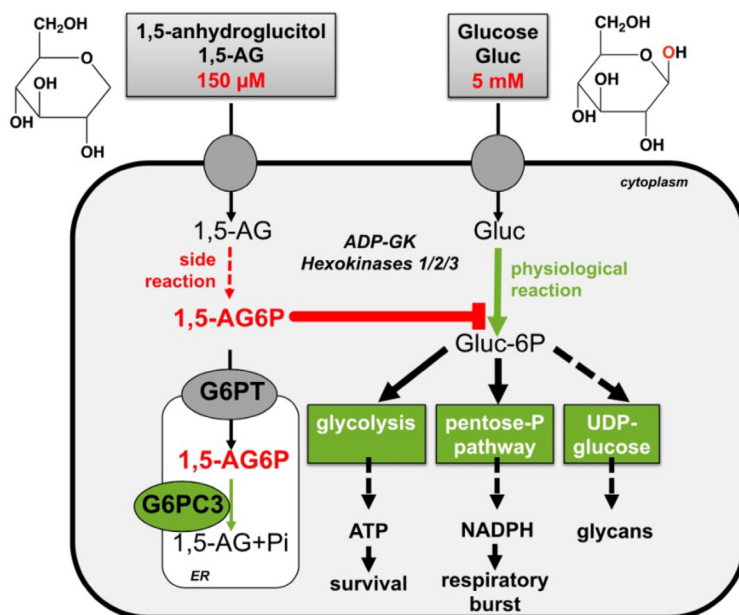 CH₂OH
O
OH
OH
OH
1,5-anhydroglucitol
1,5-AG
150 µM
Glucose
Gluc
5 mM
CH₂OH
O
OH
OH
OH
OH
cytoplasm
1,5-AG
ADP-GK
Hexokinases 1/2/3
Gluc
side
reaction
physiological
reaction
1,5-AG6P
Gluc-6P
G6PT
1,5-AG6P
G6PC3
1,5-AG+Pi
ER
glycolysis
pentose-P
pathway
UDP-
glucose
ATP
NADPH
glycans
survival
respiratory
burst